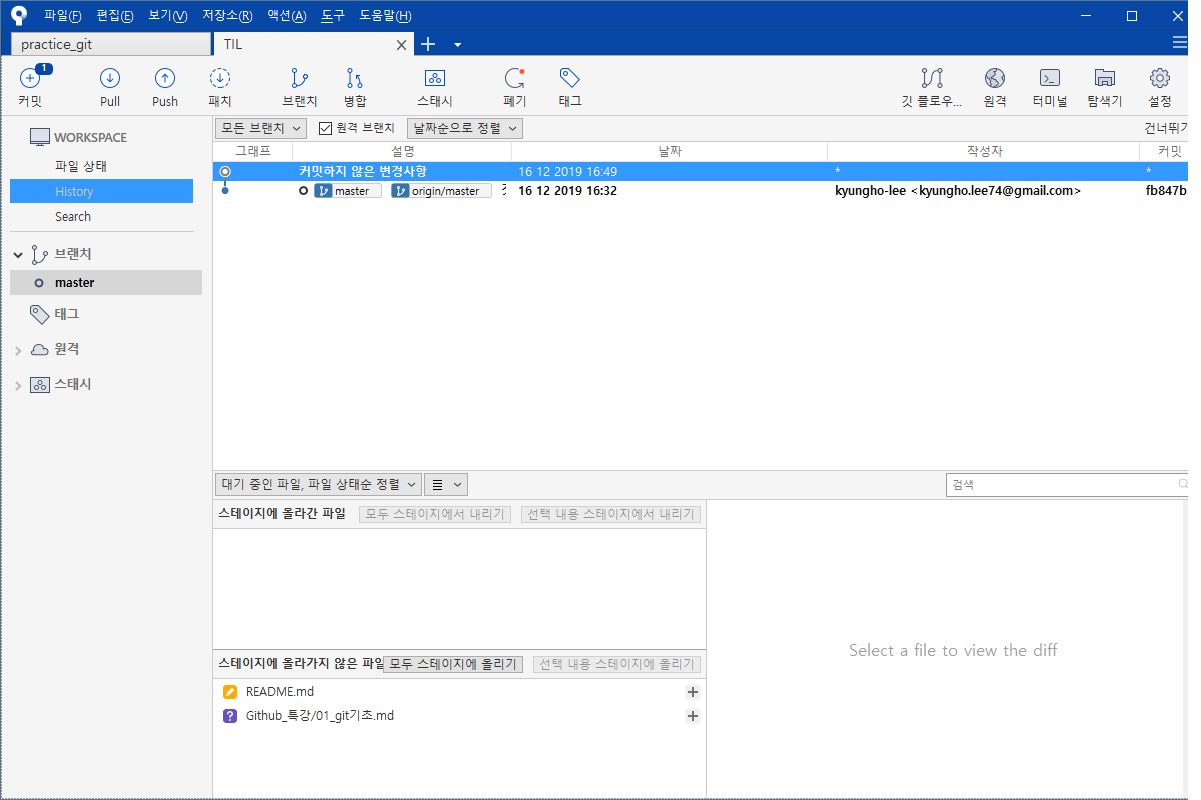 파일(F) 편집(E) 보기(V) 저장소(R) 액션(A) 도구 도움말(H)
practice_git TIL
1
커밋 Pull Push 패치 브랜치 병합 스태시 폐기 태그 깃 플로우... 원격 터미널 탐색기 설정
WORKSPACE
파일 상태
History
Search
브랜치
master
태그
원격
스태시
모든 브랜치 원격 브랜치 날짜순으로 정렬 건너뛰기
그래프 설명 날짜 작성자 커밋
커밋하지 않은 변경사항 16 12 2019 16:49 * *
master origin/master 16 12 2019 16:32 kyungho-lee <kyungho.lee74@gmail.com> fb847b
대기 중인 파일, 파일 상태순 정렬 검색
스테이지에 올라간 파일 모두 스테이지에서 내리기 선택 내용 스테이지에서 내리기
스테이지에 올라가지 않은 파일 모두 스테이지에 올리기 선택 내용 스테이지에 올리기
README.md
Github_특강/01_git기초.md
Select a file to view the diff